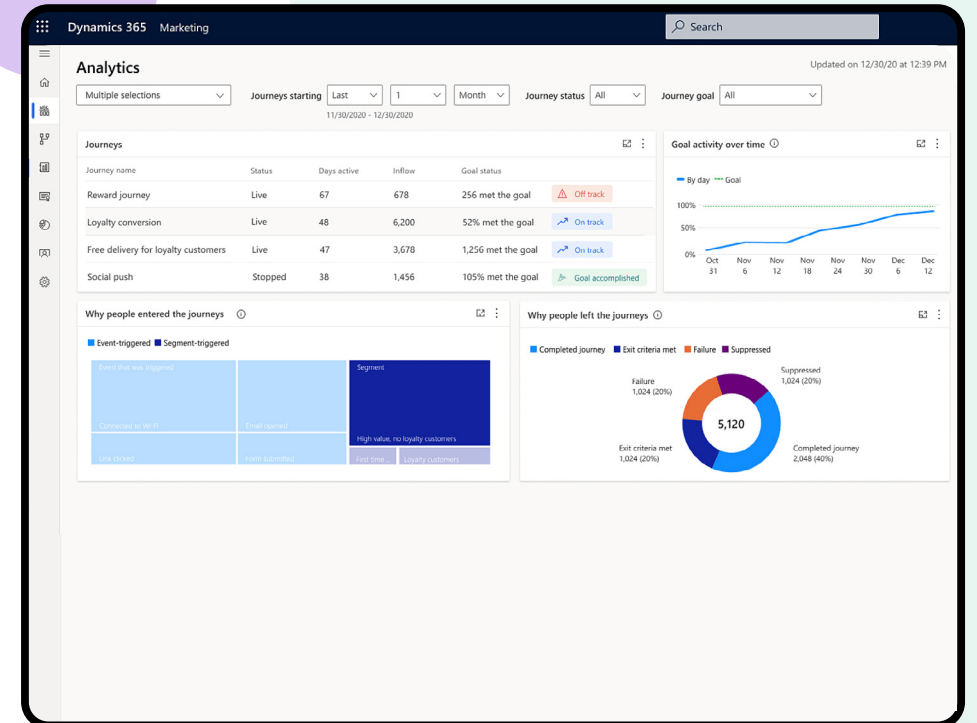 Dynamics 365 Marketing Search
Analytics
Updated on 12/30/20 at 12:39 PM
Multiple selections Journeys starting Last 1 Month Journey status All Journey goal All
11/30/2020 - 12/30/2020
Journeys
Journey name Status Days active Inflow Goal status
Reward journey Live 67 678 256 met the goal Off track
Loyalty conversion Live 48 6,200 52% met the goal On track
Free delivery for loyalty customers Live 47 3,678 1,256 met the goal On track
Social push Stopped 38 1,456 105% met the goal Goal accomplished
Goal activity over time
By day Goal
100%
50%
0%
Oct 31 Nov 6 Nov 12 Nov 18 Nov 24 Nov 30 Dec 6 Dec 12
Why people entered the journeys
Event-triggered Segment-triggered
Event that was triggered Segment
Connected to Wi-Fi Email opened High value, no loyalty customers
Link clicked Form submitted First time... Loyalty customers
Why people left the journeys
Completed journey Exit criteria met Failure Suppressed
Suppressed
1,024 (20%)
Failure
1,024 (20%)
5,120
Exit criteria met
1,024 (20%)
Completed journey
2,048 (40%)